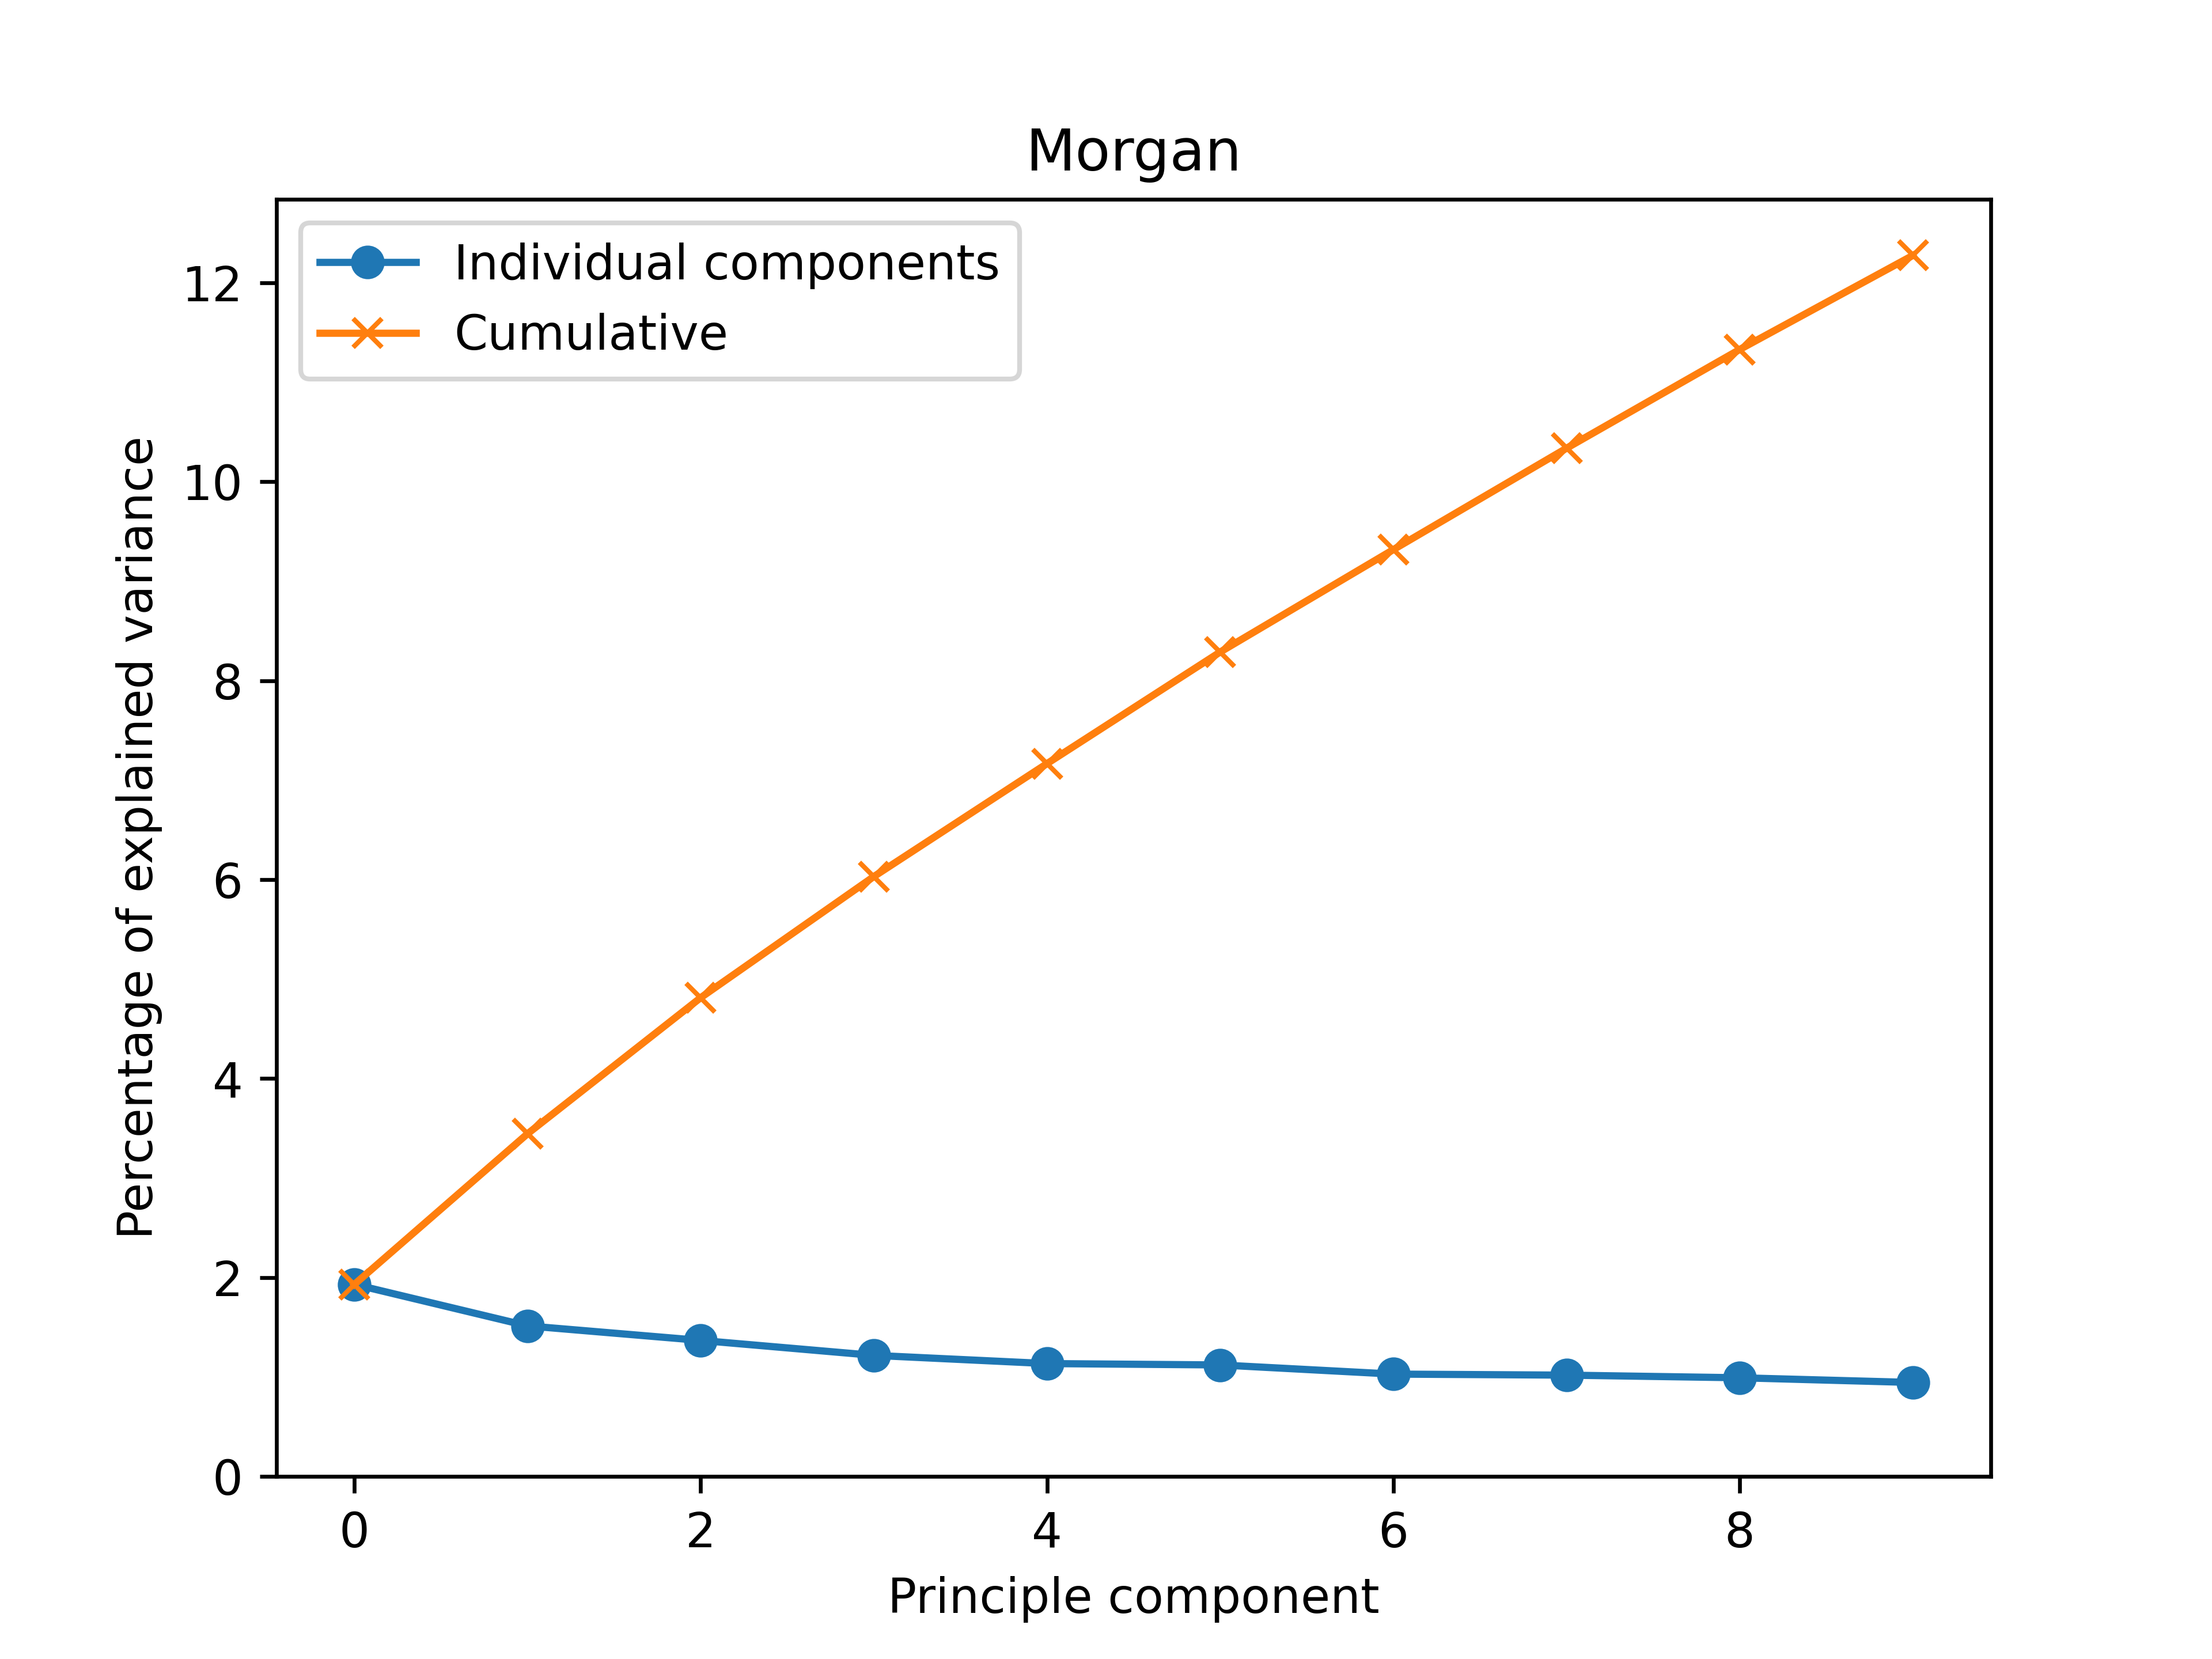 Morgan
Individual components
Cumulative
Percentage of explained variance
12
10
8
6
4
2
0
0 2 4 6 8
Principle component